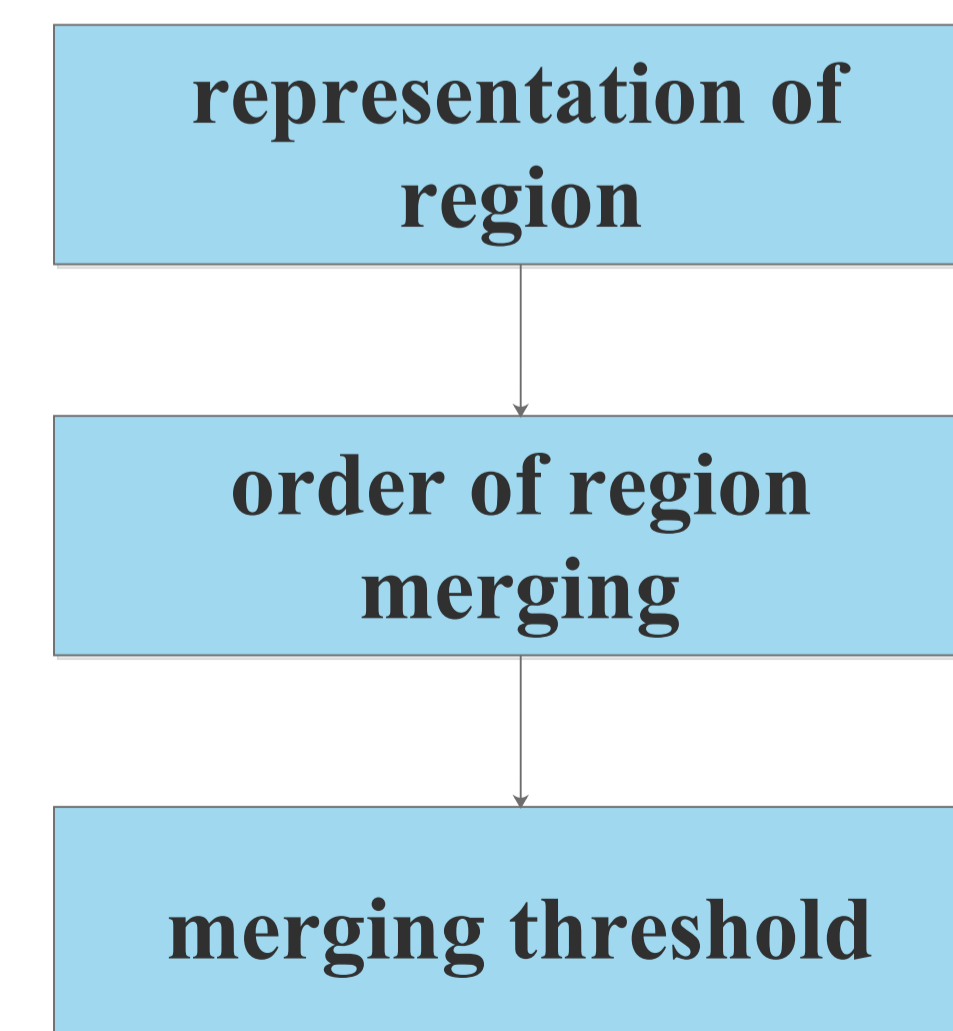 representation of
region
order of region
merging
merging threshold